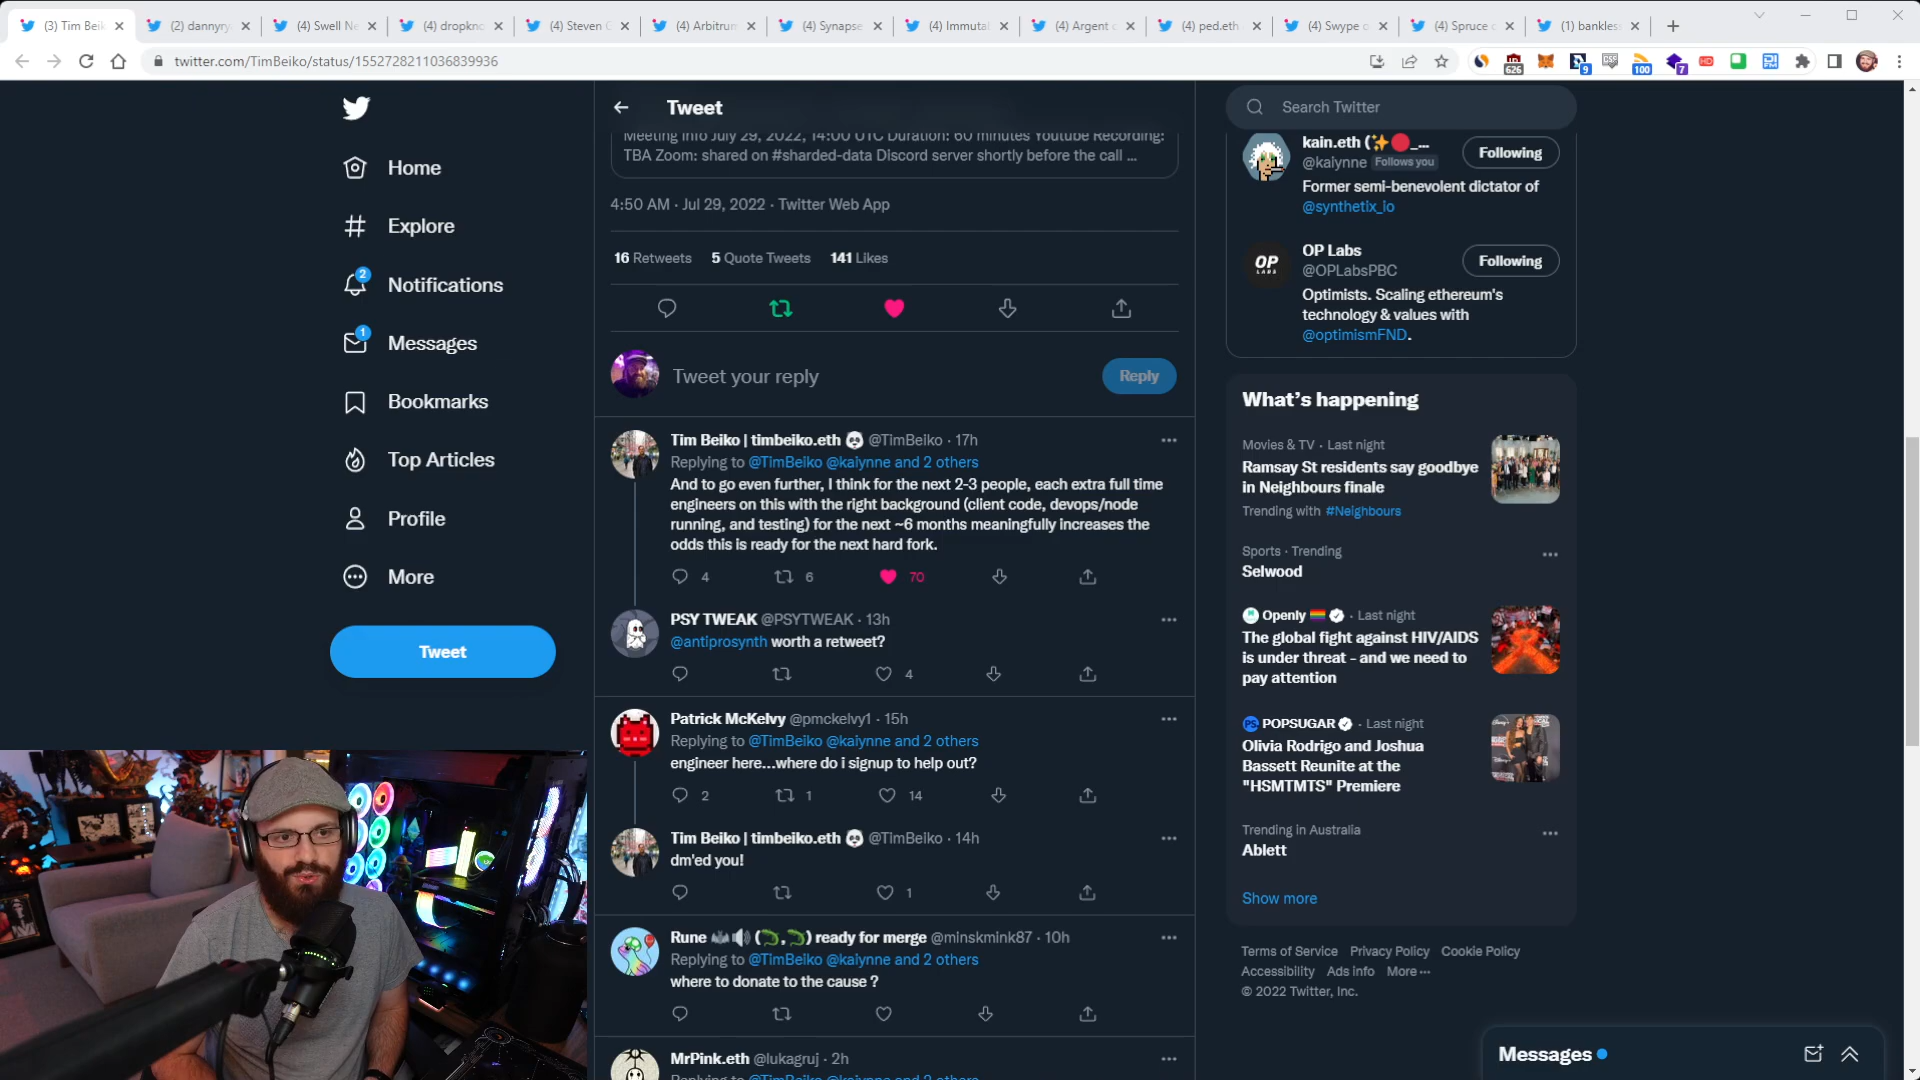 (3) Tim Beik
(2) dannyry
(4) Swell Ne
(4) dropkno
(4) Steven G
(4) Arbitrum
(4) Synapse
(4) Immutal
(4) Argent o
(4) ped.eth
(4) Swype o
(4) Spruce o
(1) bankles
twitter.com/TimBeiko/status/1552728211036839936
626
9
100
7
HD
Home
Explore
2
Notifications
1
Messages
Bookmarks
Top Articles
Profile
More
Tweet
Tweet
Meeting Info July 29, 2022, 14:00 UTC Duration: 60 minutes Youtube Recording:
TBA Zoom: shared on #sharded-data Discord server shortly before the call ...
4:50 AM · Jul 29, 2022 · Twitter Web App
16 Retweets 5 Quote Tweets 141 Likes
Tweet your reply
Reply
Tim Beiko | timbeiko.eth 🐼 @TimBeiko · 17h
Replying to @TimBeiko @kaiynne and 2 others
And to go even further, I think for the next 2-3 people, each extra full time
engineers on this with the right background (client code, devops/node
running, and testing) for the next ~6 months meaningfully increases the
odds this is ready for the next hard fork.
4 6 70
PSY TWEAK @PSYTWEAK · 13h
@antiprosynth worth a retweet?
4
Patrick McKelvy @pmckelvy1 · 15h
Replying to @TimBeiko @kaiynne and 2 others
engineer here...where do i signup to help out?
2 1 14
Tim Beiko | timbeiko.eth 🐼 @TimBeiko · 14h
dm'ed you!
1
Rune 🦇🔊 (🐊,🐊) ready for merge @minskmink87 · 10h
Replying to @TimBeiko @kaiynne and 2 others
where to donate to the cause ?
MrPink.eth @lukagruj · 2h
Replying to @TimBeiko @kaiynne and 2 others
Search Twitter
kain.eth (✨🔴_...
@kaiynne Follows you
Following
Former semi-benevolent dictator of
@synthetix_io
OP
LABS
OP Labs
@OPLabsPBC
Following
Optimists. Scaling ethereum's
technology & values with
@optimismFND.
What's happening
Movies & TV · Last night
Ramsay St residents say goodbye
in Neighbours finale
Trending with #Neighbours
Sports · Trending
Selwood
Openly 🏳️‍🌈 · Last night
The global fight against HIV/AIDS
is under threat - and we need to
pay attention
POPSUGAR · Last night
Olivia Rodrigo and Joshua
Bassett Reunite at the
"HSMTMTS" Premiere
Trending in Australia
Ablett
Show more
Terms of Service Privacy Policy Cookie Policy
Accessibility Ads info More ···
© 2022 Twitter, Inc.
Messages